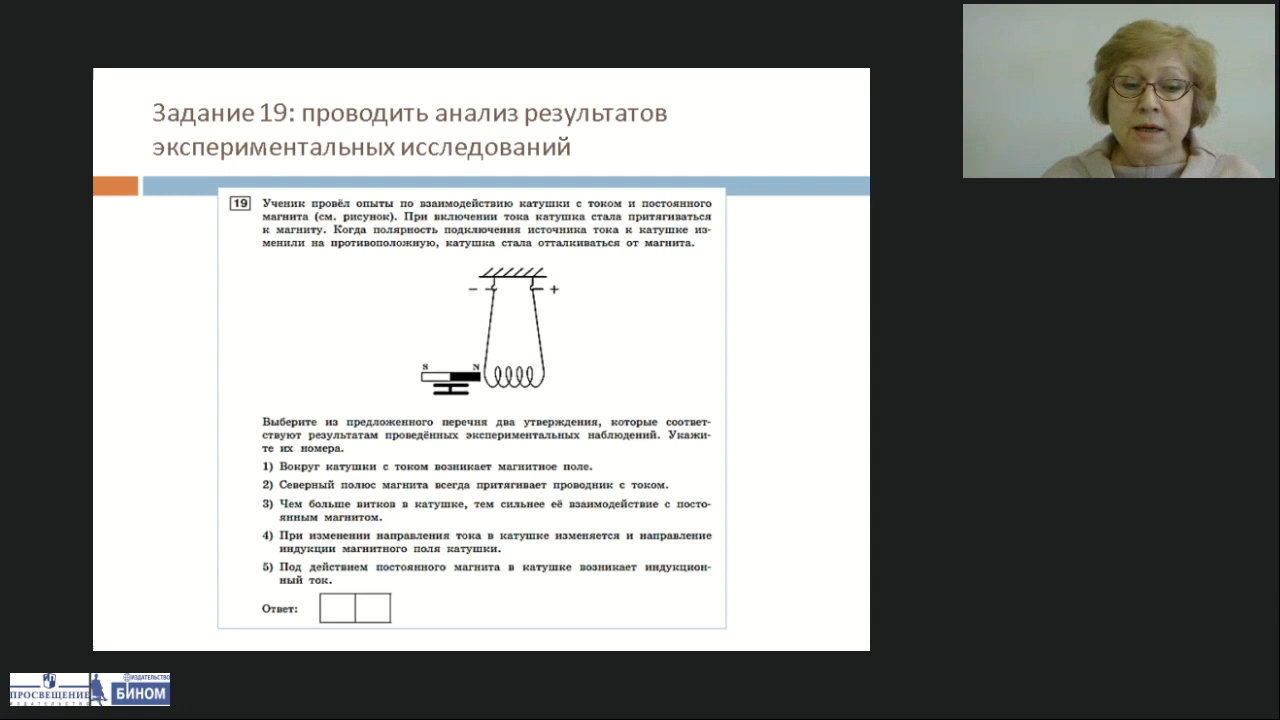 Задание 19: проводить анализ результатов
экспериментальных исследований
19 Ученик провёл опыты по взаимодействию катушки с током и постоянного
магнита (см. рисунок). При включении тока катушка стала притягиваться
к магниту. Когда полярность подключения источника тока к катушке из-
менили на противоположную, катушка стала отталкиваться от магнита.
– +
S N
Выберите из предложенного перечня два утверждения, которые соответ-
ствуют результатам проведённых экспериментальных наблюдений. Укажи-
те их номера.
1) Вокруг катушки с током возникает магнитное поле.
2) Северный полюс магнита всегда притягивает проводник с током.
3) Чем больше витков в катушке, тем сильнее её взаимодействие с посто-
янным магнитом.
4) При изменении направления тока в катушке изменяется и направление
индукции магнитного поля катушки.
5) Под действием постоянного магнита в катушке возникает индукцион-
ный ток.
Ответ:
ПРОСВЕЩЕНИЕ
ИЗДАТЕЛЬСТВО
ИЗДАТЕЛЬСТВО
БИНОМ